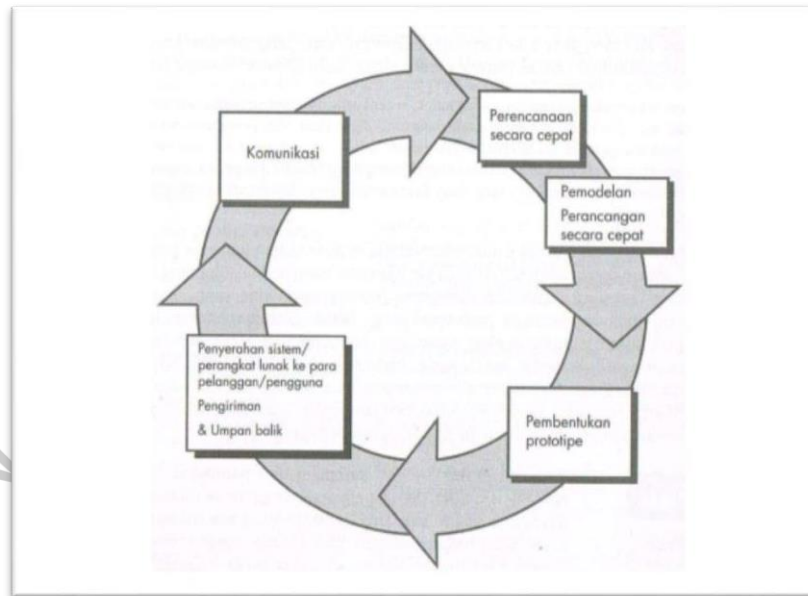 Komunikasi
Perencanaan
secara cepat
Pemodelan
Perancangan
secara cepat
Pembentukan
prototipe
Penyerahan sistem/
perangkat lunak ke para
pelanggan/pengguna
Pengiriman
& Umpan balik